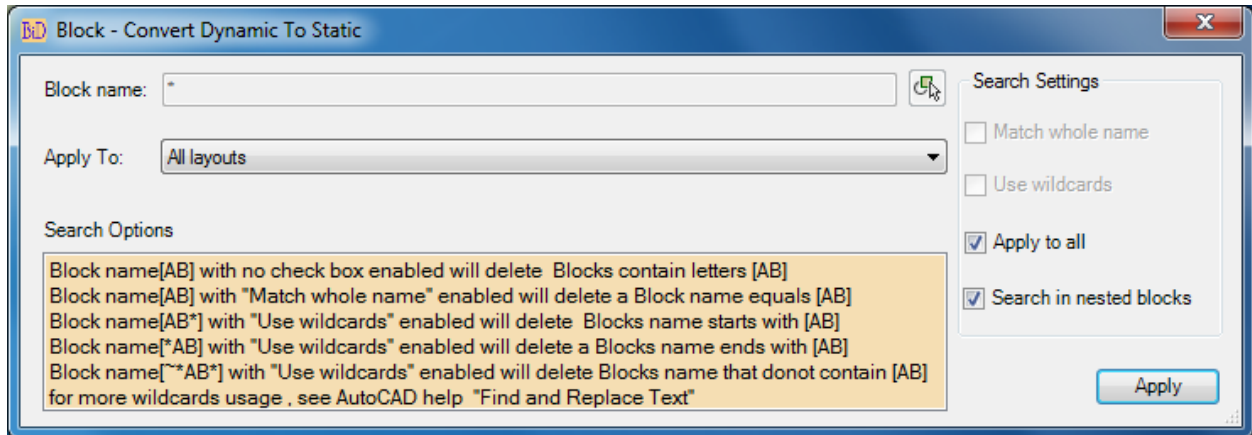 BiD Block - Convert Dynamic To Static
Block name: *
Search Settings
Match whole name
Apply To: All layouts
Use wildcards
Search Options
Apply to all
Search in nested blocks
Block name[AB] with no check box enabled will delete  Blocks contain letters [AB]
Block name[AB] with "Match whole name" enabled will delete a Block name equals [AB]
Block name[AB*] with "Use wildcards" enabled will delete  Blocks name starts with [AB]
Block name[*AB] with "Use wildcards" enabled will delete a Blocks name ends with [AB]
Block name[~*AB*] with "Use wildcards" enabled will delete Blocks name that donot contain [AB]
for more wildcards usage , see AutoCAD help  "Find and Replace Text"
Apply